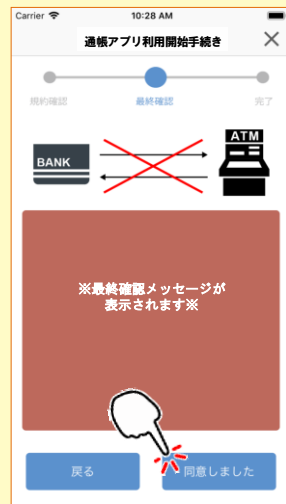 Carrier 10:28 AM
通帳アプリ利用開始手続き
規約確認 最終確認 完了
BANK
ATM
※最終確認メッセージが
表示されます※
戻る 同意しました